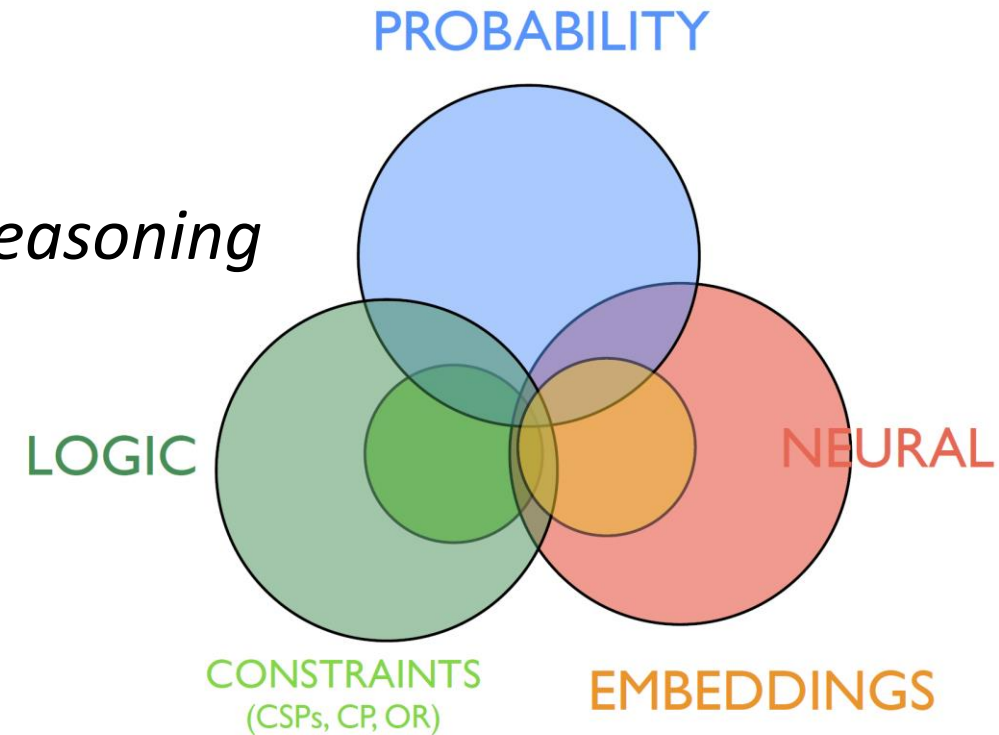 PROBABILITY
easoning
LOGIC
NEURAL
CONSTRAINTS
(CSPs, CP, OR)
EMBEDDINGS